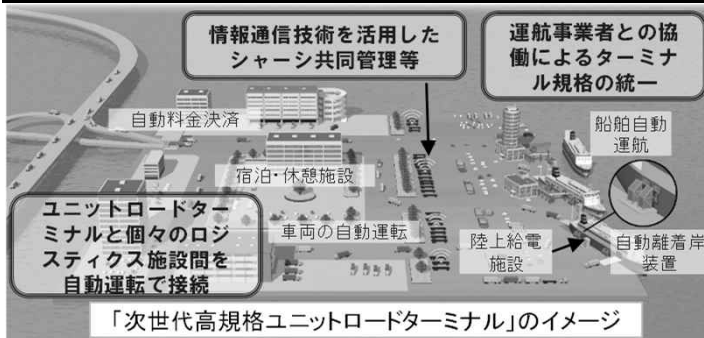 情報通信技術を活用した
シャーシ共同管理等
運航事業者との協
働によるターミナ
ル規格の統一
自動料金決済
船舶自動
運航
宿泊・休憩施設
ユニットロードター
ミナルと個々のロジ
スティクス施設間を
自動運転で接続
車両の自動運転
陸上給電
施設
自動離着岸
装置
「次世代高規格ユニットロードターミナル」のイメージ